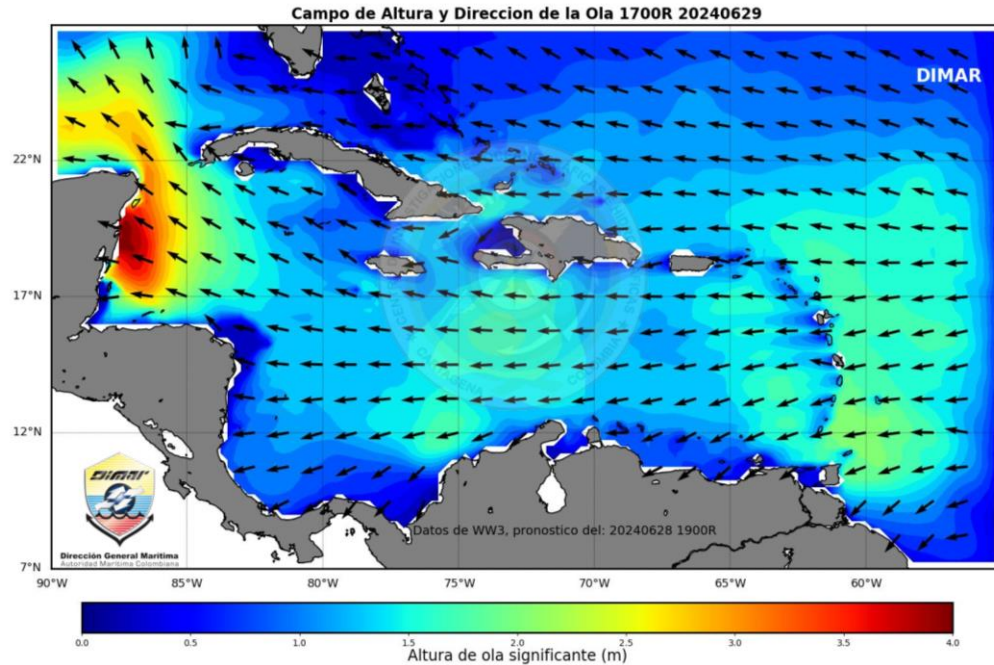 Campo de Altura y Direccion de la Ola 1700R 20240629
DIMAR
22°N
17°N
12°N
7°N
DIMAR
Dirección General Marítima
Autoridad Marítima Colombiana
Datos de WW3, pronostico del: 20240628 1900R
90°W 85°W 80°W 75°W 70°W 65°W 60°W
0.0 0.5 1.0 1.5 2.0 2.5 3.0 3.5 4.0
Altura de ola significante (m)